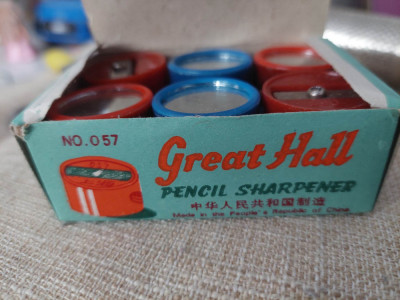 NO.057
Great Hall
PENCIL SHARPENER
中华人民共和国制造
Made in the People's Republic of China